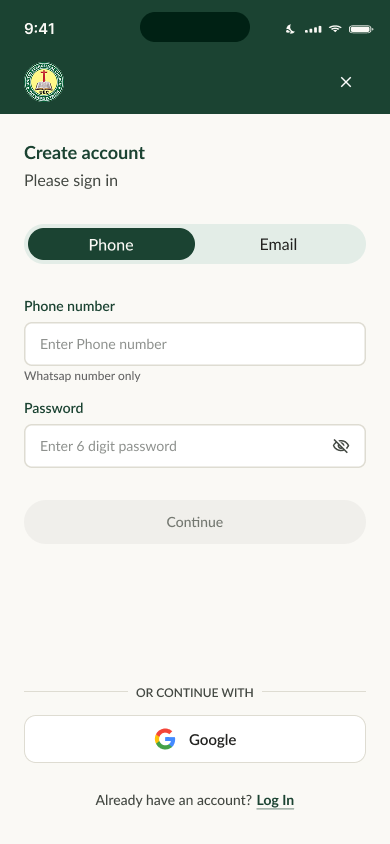 9:41
Create account
Please sign in
Phone
Email
Phone number
Enter Phone number
Whatsap number only
Password
Enter 6 digit password
Continue
OR CONTINUE WITH
Google
Already have an account? Log In